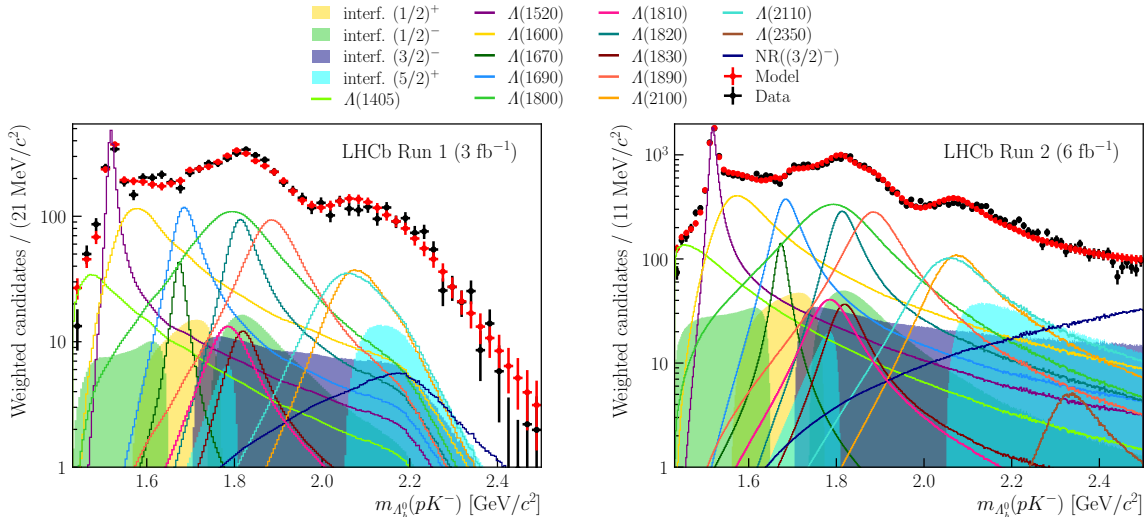 interf. (1/2)⁺
interf. (1/2)⁻
interf. (3/2)⁻
interf. (5/2)⁺
Λ(1405)
Λ(1520)
Λ(1600)
Λ(1670)
Λ(1690)
Λ(1800)
Λ(1810)
Λ(1820)
Λ(1830)
Λ(1890)
Λ(2100)
Λ(2110)
Λ(2350)
NR((3/2)⁻)
Model
Data
Weighted candidates / (21 MeV/c²)
LHCb Run 1 (3 fb⁻¹)
100
10
1
1.6 1.8 2.0 2.2 2.4
m_{Λ_b^0}(pK⁻) [GeV/c²]
Weighted candidates / (11 MeV/c²)
LHCb Run 2 (6 fb⁻¹)
10³
100
10
1
1.6 1.8 2.0 2.2 2.4
m_{Λ_b^0}(pK⁻) [GeV/c²]